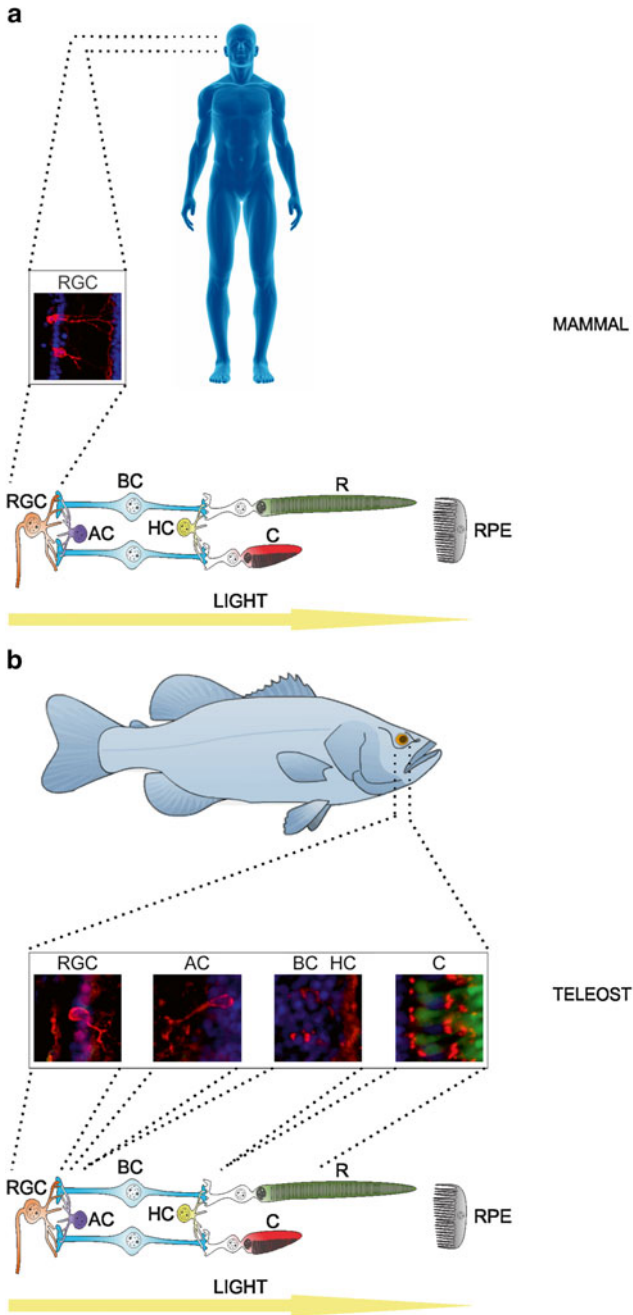 a
RGC
MAMMAL
BC
R
RGC
AC
HC
C
RPE
LIGHT
b
RGC AC BC HC C
TELEOST
BC
R
RGC
AC
HC
C
RPE
LIGHT